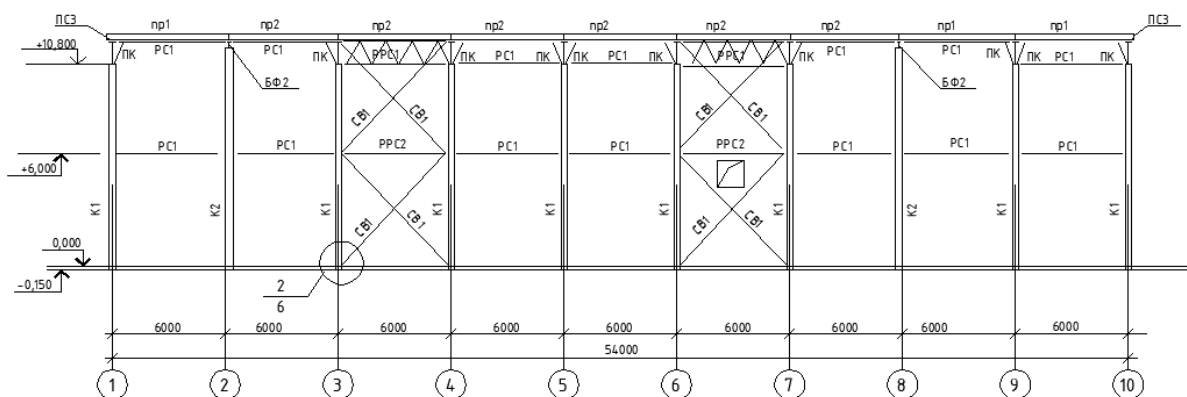 ПС3 пр1 пр2 пр2 пр2 пр2 пр2 пр2 пр1 пр1 ПС3
+10,800 ПК РС1 РС1 ПК РРС1 ПК РС1 ПК ПК РС1 ПК РРС1 ПК РС1 РС1 ПК ПК РС1 ПК
БФ2 БФ2
СВ1 СВ1 СВ1 СВ1
+6,000 РС1 РС1 РРС2 РС1 РС1 РРС2 РС1 РС1 РС1
К1 К2 К1 К1 К1 К1 К1 К2 К1 К1
СВ1 СВ1 СВ1 СВ1
0,000
-0,150
2
6
6000 6000 6000 6000 6000 6000 6000 6000 6000
54000
1 2 3 4 5 6 7 8 9 10